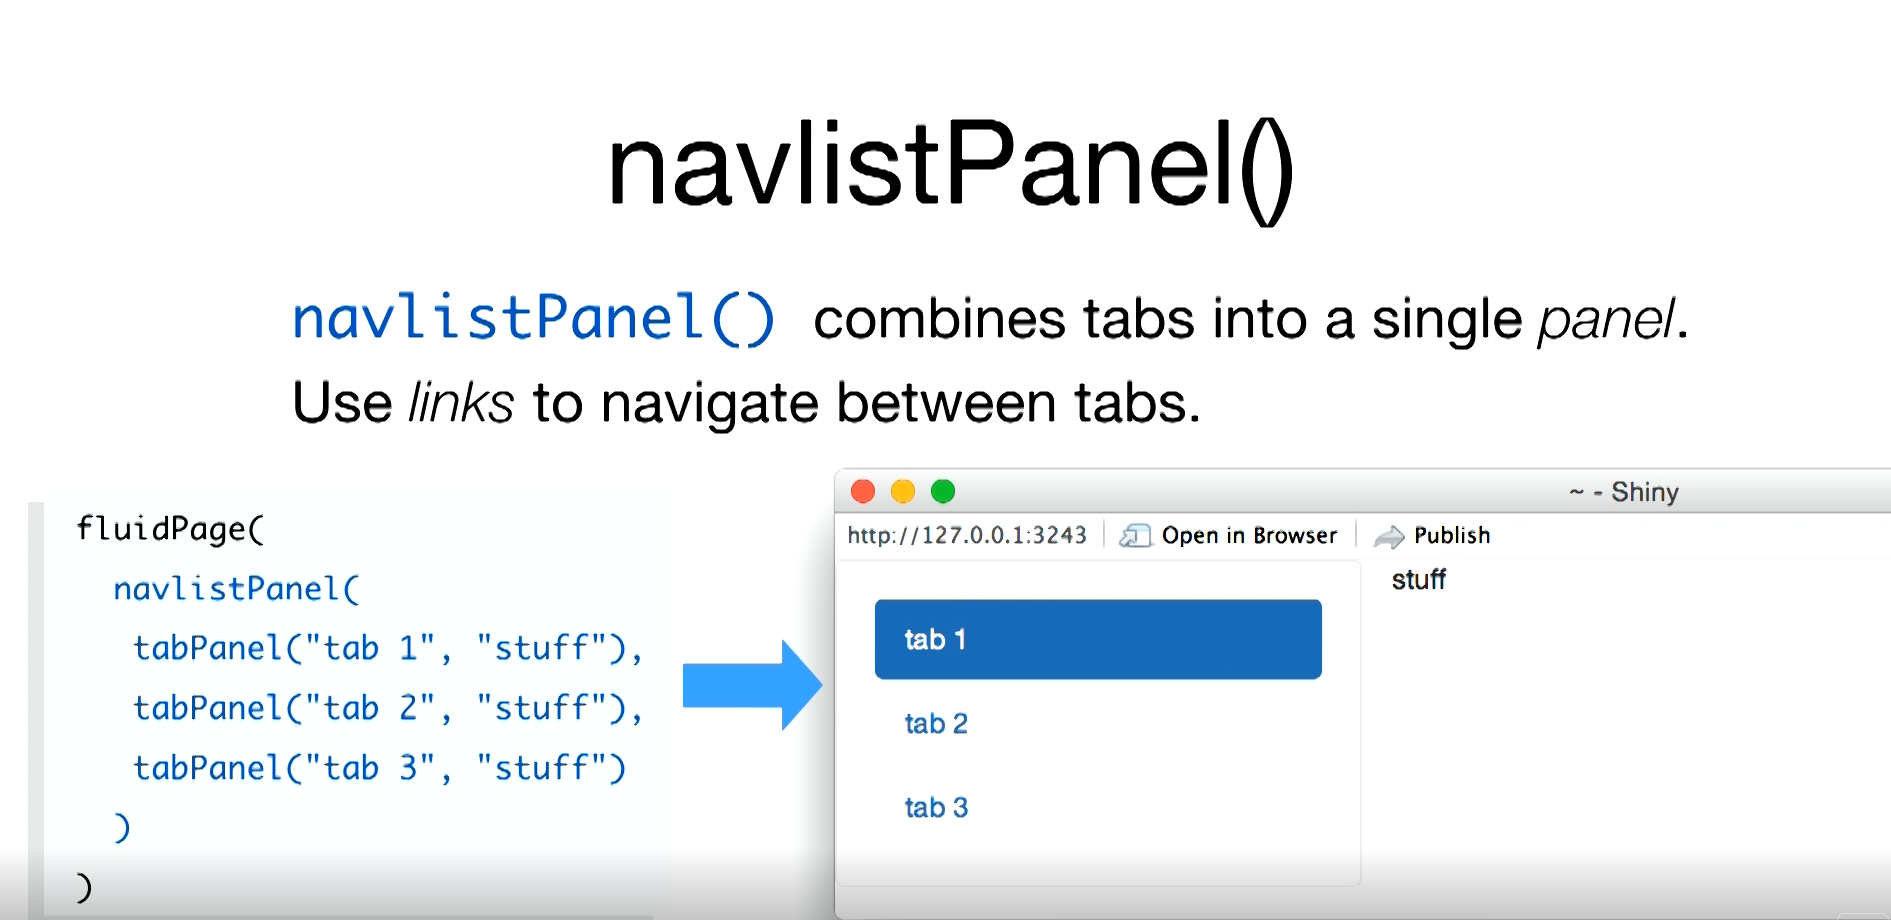 navlistPanel()
navlistPanel() combines tabs into a single panel.
Use links to navigate between tabs.
fluidPage(
navlistPanel(
tabPanel("tab 1", "stuff"),
tabPanel("tab 2", "stuff"),
tabPanel("tab 3", "stuff")
)
)
~ - Shiny
http://127.0.0.1:3243 Open in Browser Publish
stuff
tab 1
tab 2
tab 3